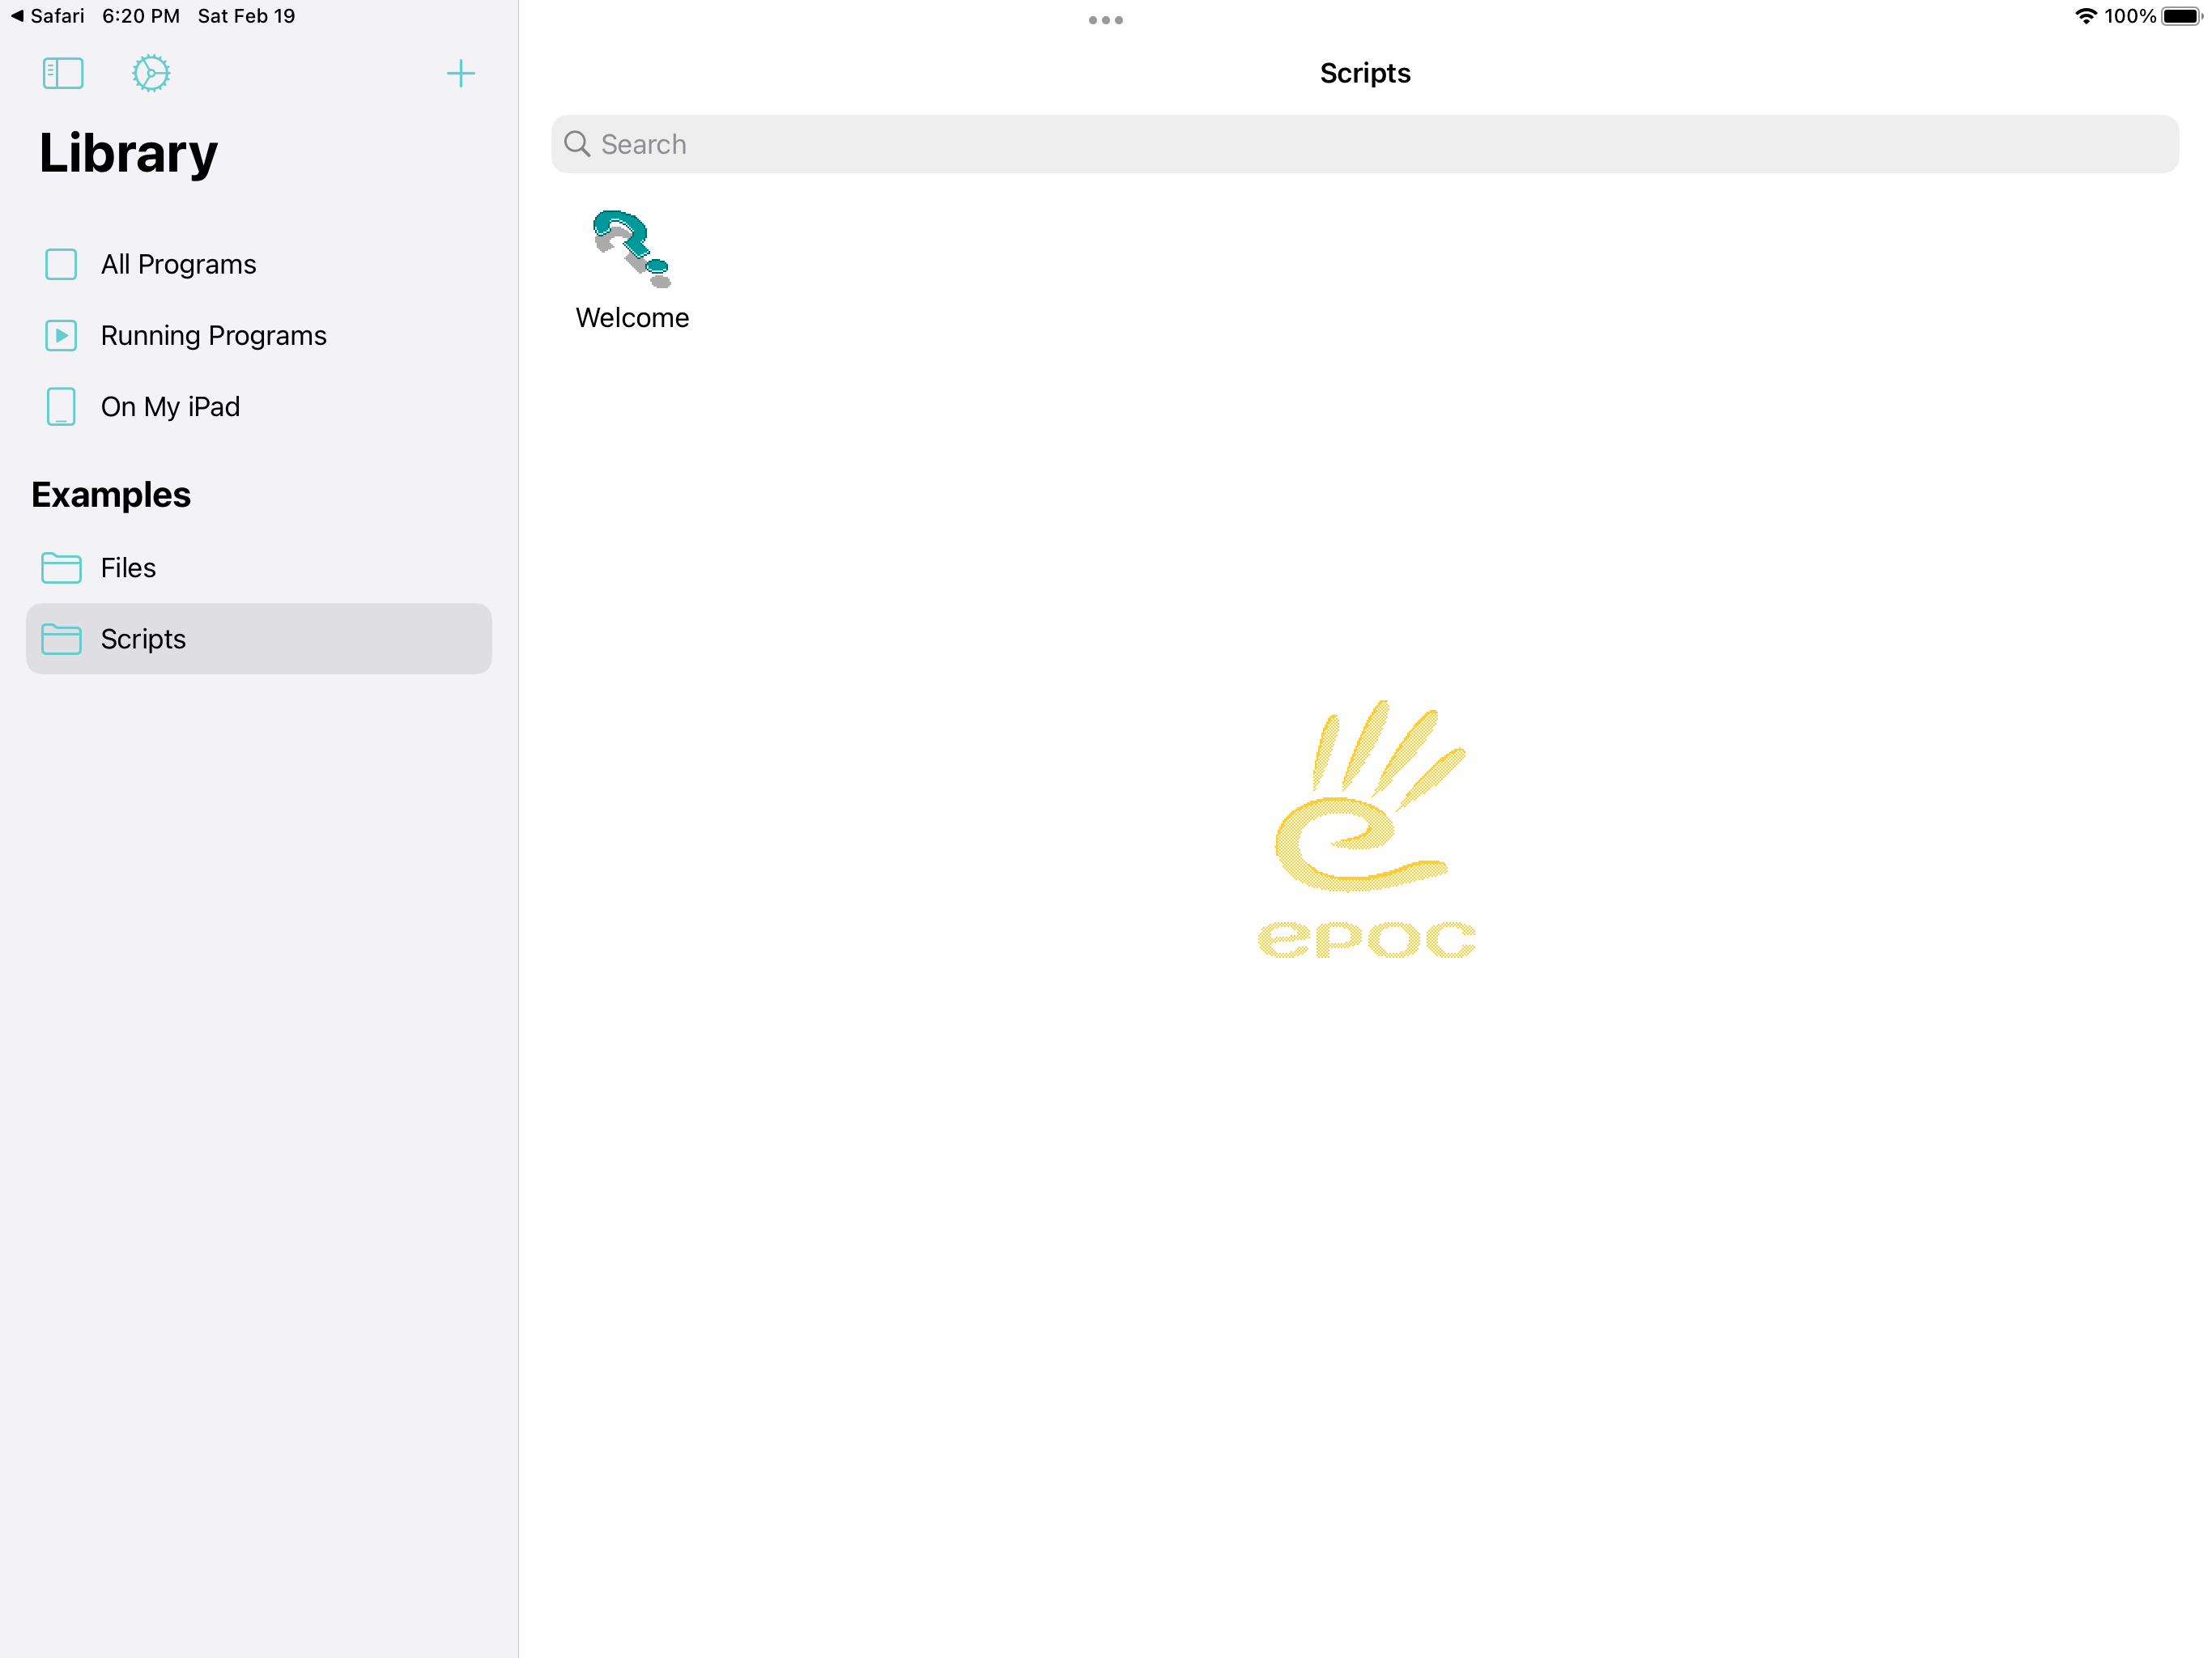 Safari 6:20 PM Sat Feb 19
100%
Library
All Programs
Running Programs
On My iPad
Examples
Files
Scripts
Scripts
Search
Welcome
epoc